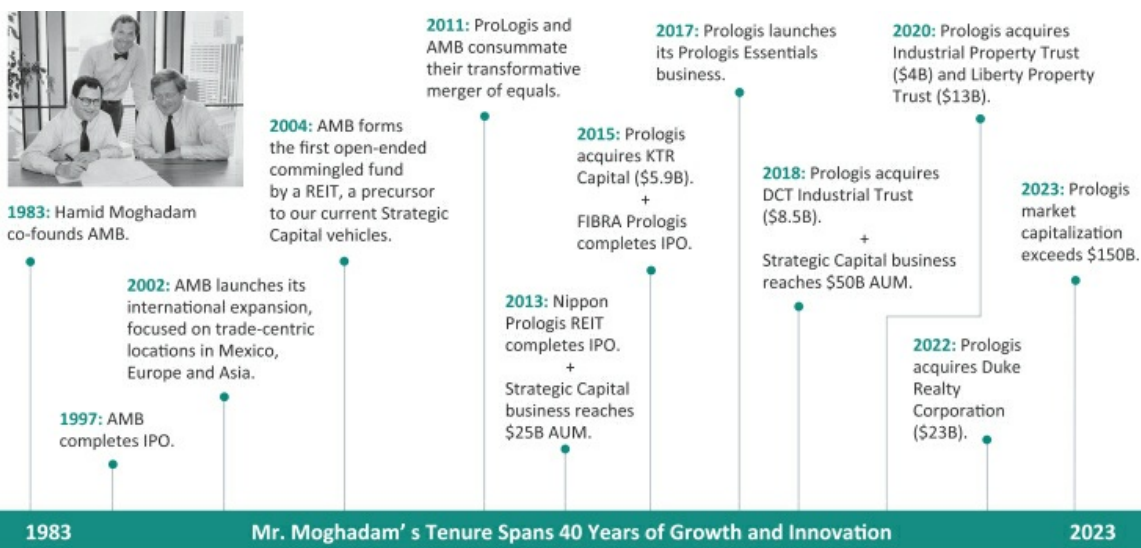 1983: Hamid Moghadam
co-founds AMB.
1997: AMB
completes IPO.
2002: AMB launches its
international expansion,
focused on trade-centric
locations in Mexico,
Europe and Asia.
2004: AMB forms
the first open-ended
commingled fund
by a REIT, a precursor
to our current Strategic
Capital vehicles.
2011: ProLogis and
AMB consummate
their transformative
merger of equals.
2013: Nippon
Prologis REIT
completes IPO.
+
Strategic Capital
business reaches
$25B AUM.
2015: Prologis
acquires KTR
Capital ($5.9B).
+
FIBRA Prologis
completes IPO.
2017: Prologis launches
its Prologis Essentials
business.
2018: Prologis acquires
DCT Industrial Trust
($8.5B).
+
Strategic Capital business
reaches $50B AUM.
2020: Prologis acquires
Industrial Property Trust
($4B) and Liberty Property
Trust ($13B).
2022: Prologis
acquires Duke
Realty
Corporation
($23B).
2023: Prologis
market
capitalization
exceeds $150B.
1983 Mr. Moghadam’ s Tenure Spans 40 Years of Growth and Innovation 2023